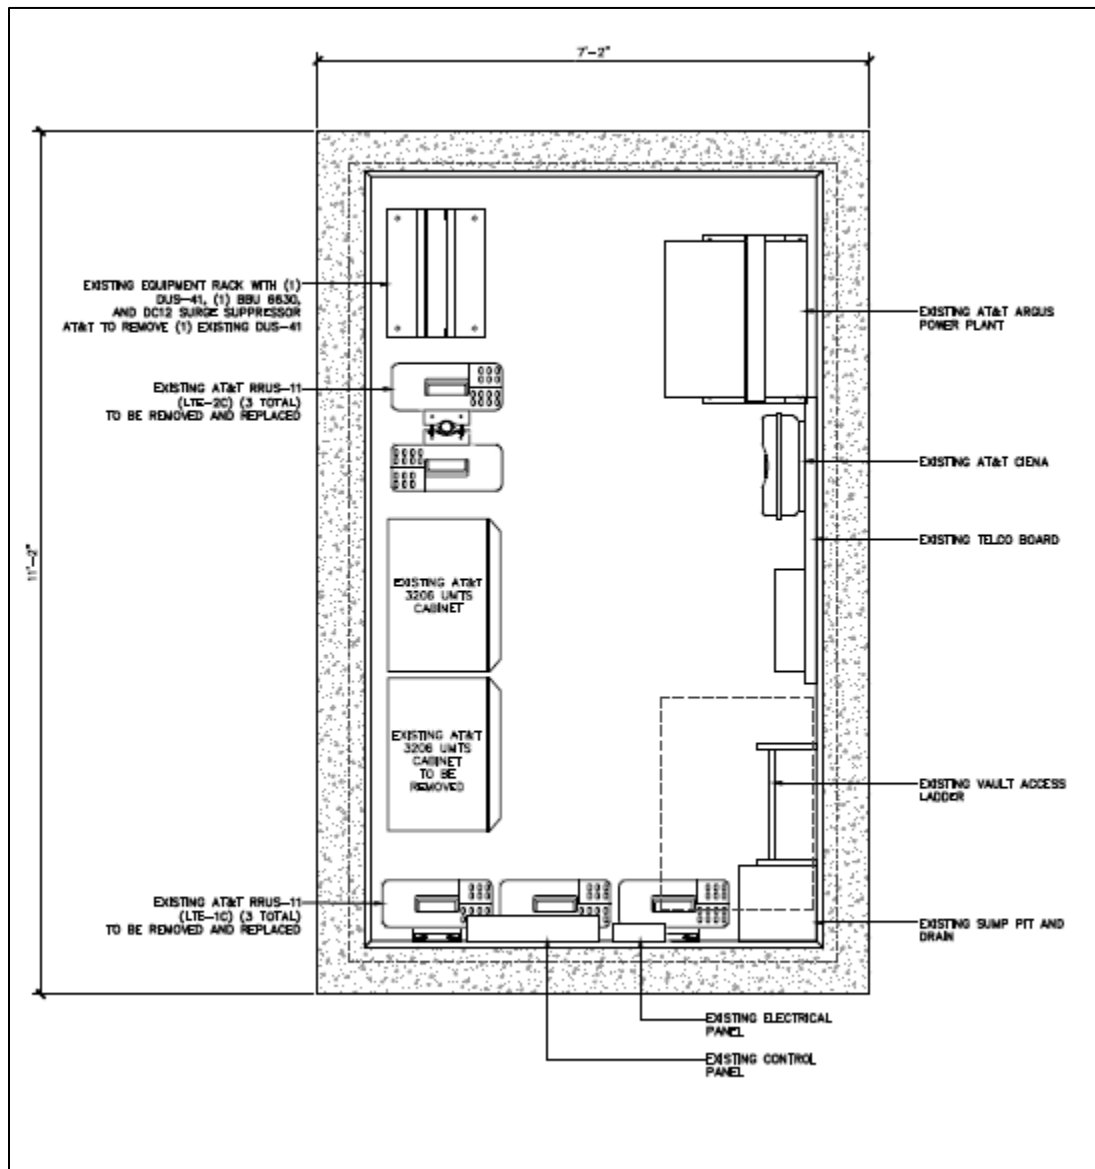 7'-2"
EXISTING EQUIPMENT RACK WITH (1)
DUS-41, (1) BBU 6630,
AND DC12 SURGE SUPPRESSOR
AT&T TO REMOVE (1) EXISTING DUS-41
EXISTING AT&T ARGUS
POWER PLANT
EXISTING AT&T RRUS-11
(LTE-2C) (3 TOTAL)
TO BE REMOVED AND REPLACED
EXISTING AT&T CIENA
EXISTING TELCO BOARD
11'-2"
EXISTING AT&T
3206 UMTS
CABINET
EXISTING AT&T
3206 UMTS
CABINET
TO BE
REMOVED
EXISTING VAULT ACCESS
LADDER
EXISTING AT&T RRUS-11
(LTE-1C) (3 TOTAL)
TO BE REMOVED AND REPLACED
EXISTING SUMP PIT AND
DRAIN
EXISTING ELECTRICAL
PANEL
EXISTING CONTROL
PANEL